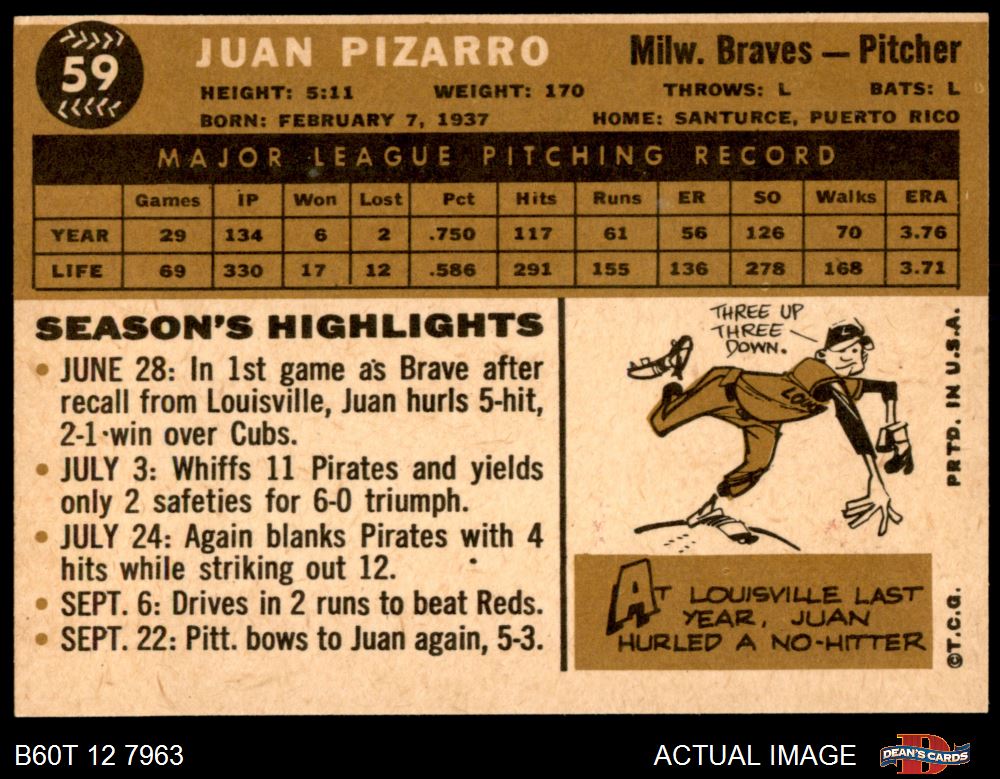 59
JUAN PIZARRO
Milw. Braves — Pitcher
HEIGHT: 5:11 WEIGHT: 170 THROWS: L BATS: L
BORN: FEBRUARY 7, 1937 HOME: SANTURCE, PUERTO RICO
MAJOR LEAGUE PITCHING RECORD
Games IP Won Lost Pct Hits Runs ER SO Walks ERA
YEAR 29 134 6 2 .750 117 61 56 126 70 3.76
LIFE 69 330 17 12 .586 291 155 136 278 168 3.71
SEASON'S HIGHLIGHTS
• JUNE 28: In 1st game as Brave after
recall from Louisville, Juan hurls 5-hit,
2-1 win over Cubs.
• JULY 3: Whiffs 11 Pirates and yields
only 2 safeties for 6-0 triumph.
• JULY 24: Again blanks Pirates with 4
hits while striking out 12.
• SEPT. 6: Drives in 2 runs to beat Reds.
• SEPT. 22: Pitt. bows to Juan again, 5-3.
THREE UP
THREE
DOWN.
LOUI
AT LOUISVILLE LAST
YEAR, JUAN
HURLED A NO-HITTER
PRTD. IN U.S.A.
©T.C.G.
B60T 12 7963
ACTUAL IMAGE
DEAN'S CARDS